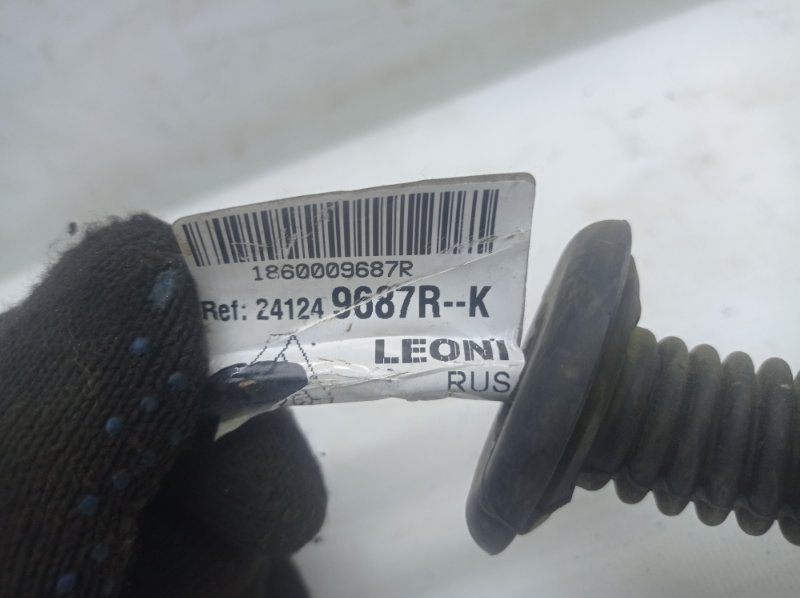 1860009687R
Ref: 24124 9687R--K
LEONI
RUS